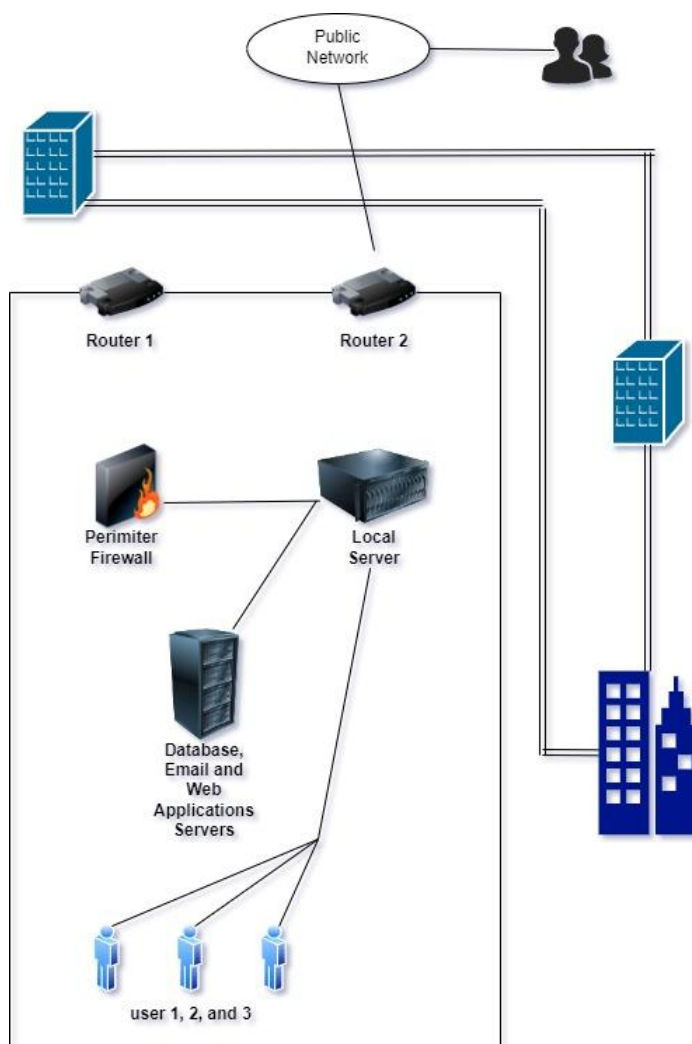 Public
Network
Router 1
Router 2
Perimiter
Firewall
Local
Server
Database,
Email and
Web
Applications
Servers
user 1, 2, and 3